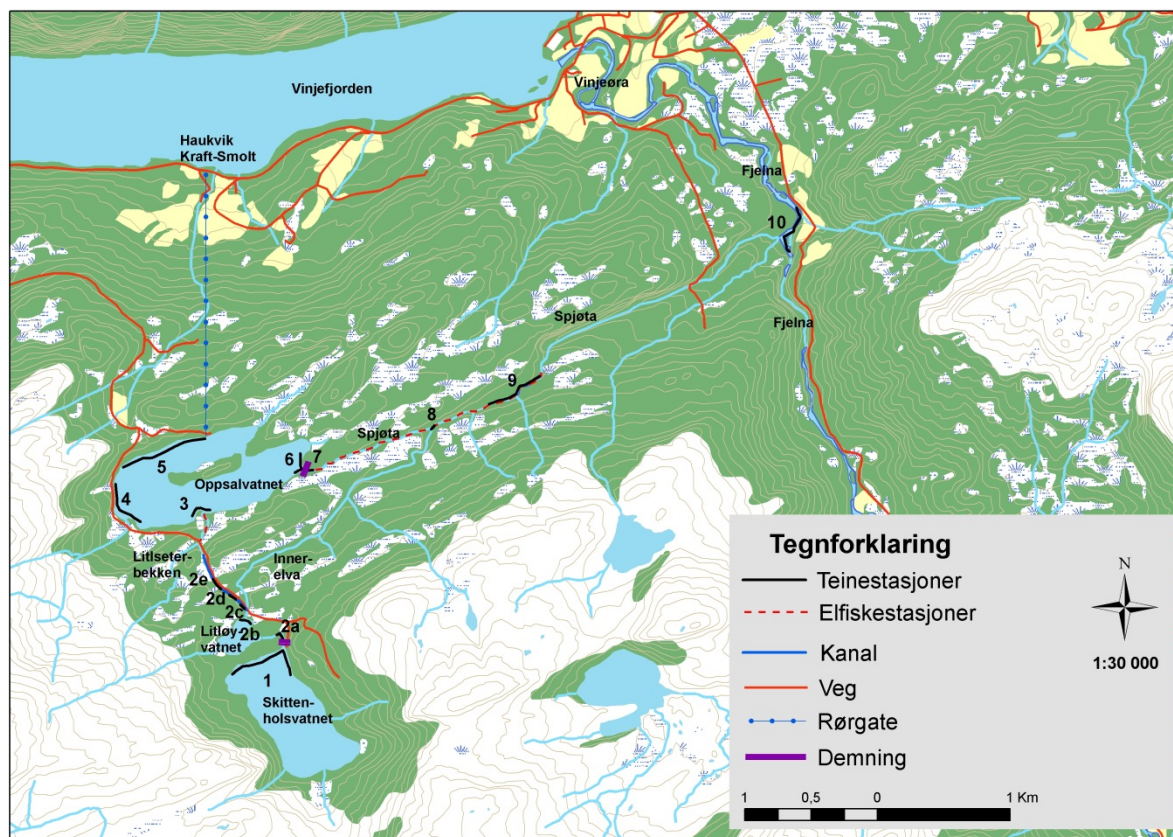 Vinjefjorden
Vinjeøra
Haukvik
Kraft-Smolt
Fjelna
10
Spjøta
Fjelna
9
8
Spjøta
6
7
5
Oppsalvatnet
4
3
Litlseter-
bekken
Inner-
elva
2e
2d
2c
2a
Litløy-
vatnet
2b
1
Skitten-
holsvatnet
Tegnforklaring
Teinestasjoner
Elfiskestasjoner
Kanal
Veg
Rørgate
Demning
N
1:30 000
1 0,5 0 1 Km